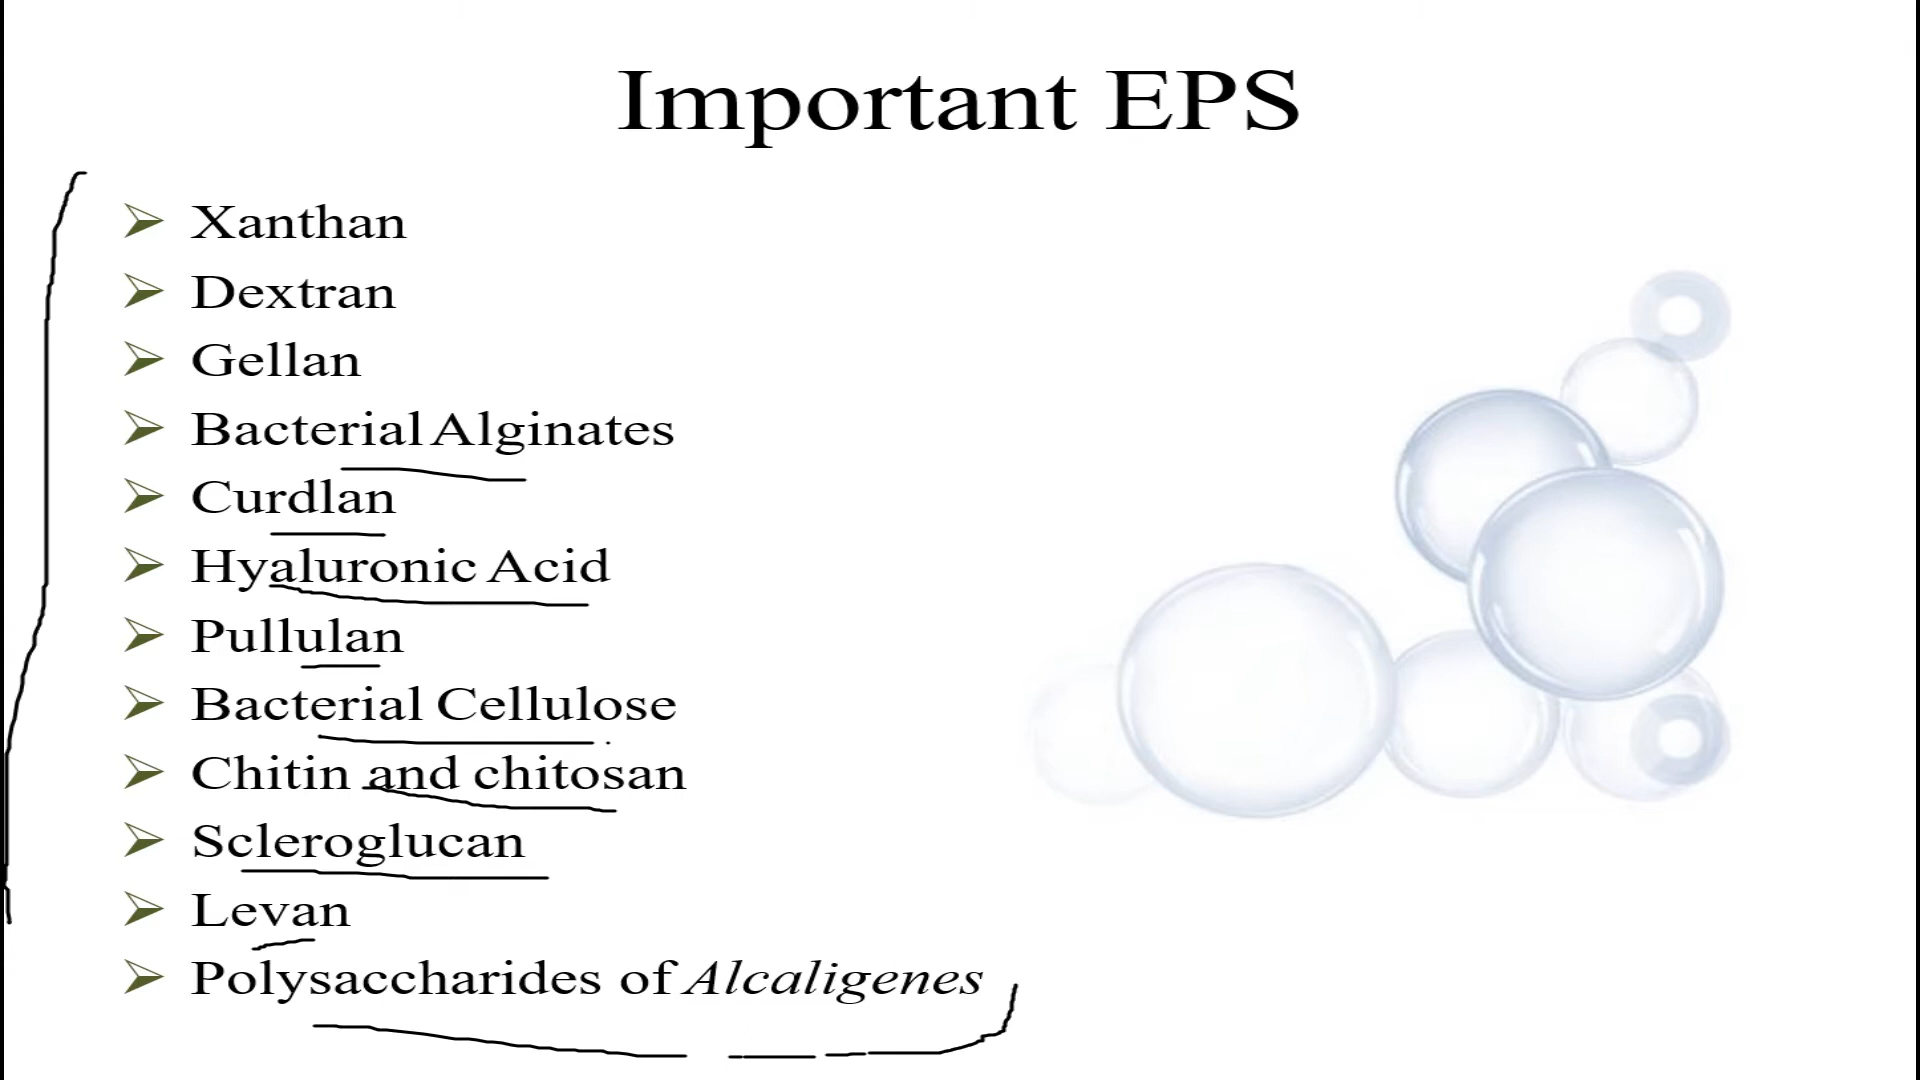 Important EPS
Xanthan
Dextran
Gellan
Bacterial Alginates
Curdlan
Hyaluronic Acid
Pullulan
Bacterial Cellulose
Chitin and chitosan
Scleroglucan
Levan
Polysaccharides of Alcaligenes